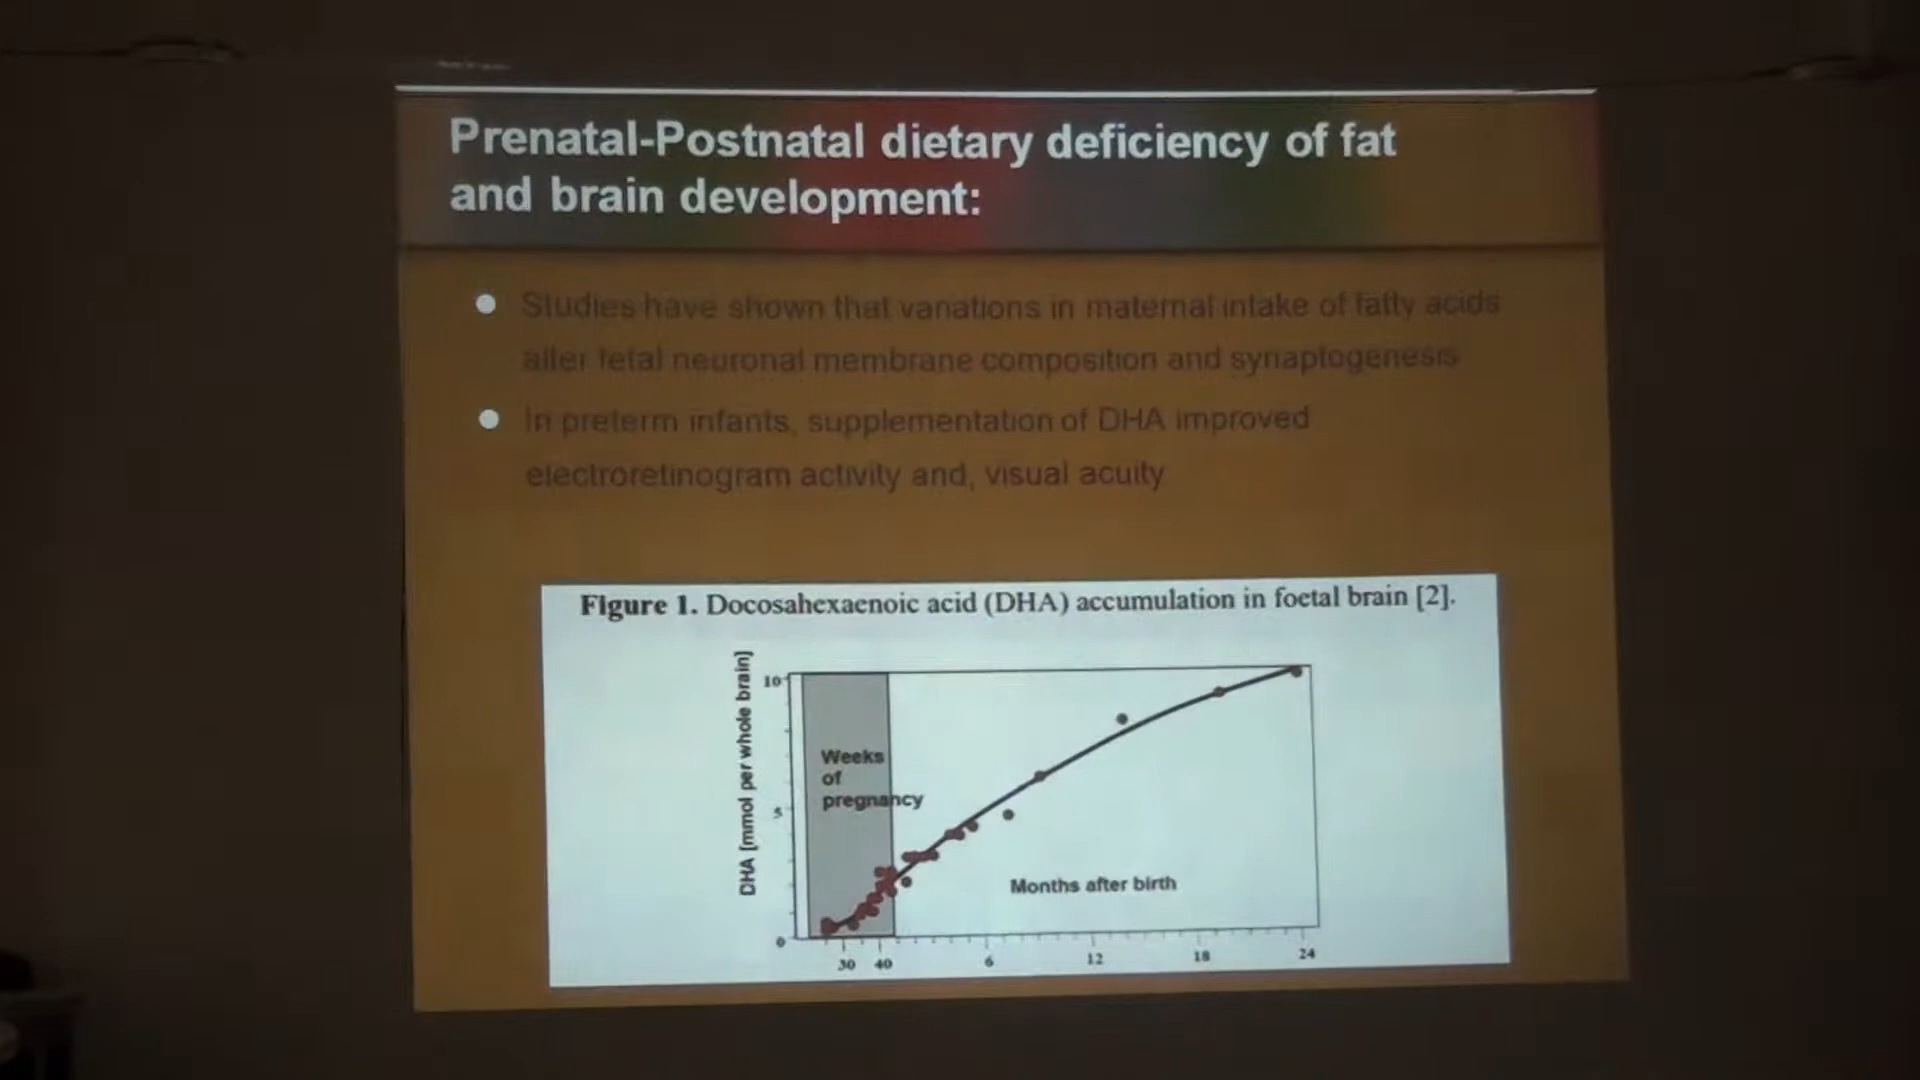 Prenatal-Postnatal dietary deficiency of fat
and brain development:
Studies have shown that variations in maternal intake of fatty acids
alter fetal neuronal membrane composition and synaptogenesis
In preterm infants, supplementation of DHA improved
electroretinogram activity and, visual acuity
Figure 1. Docosahexaenoic acid (DHA) accumulation in foetal brain [2].
DHA [mmol per whole brain]
10
Weeks
of
pregnancy
5
Months after birth
0
30 40 6 12 18 24